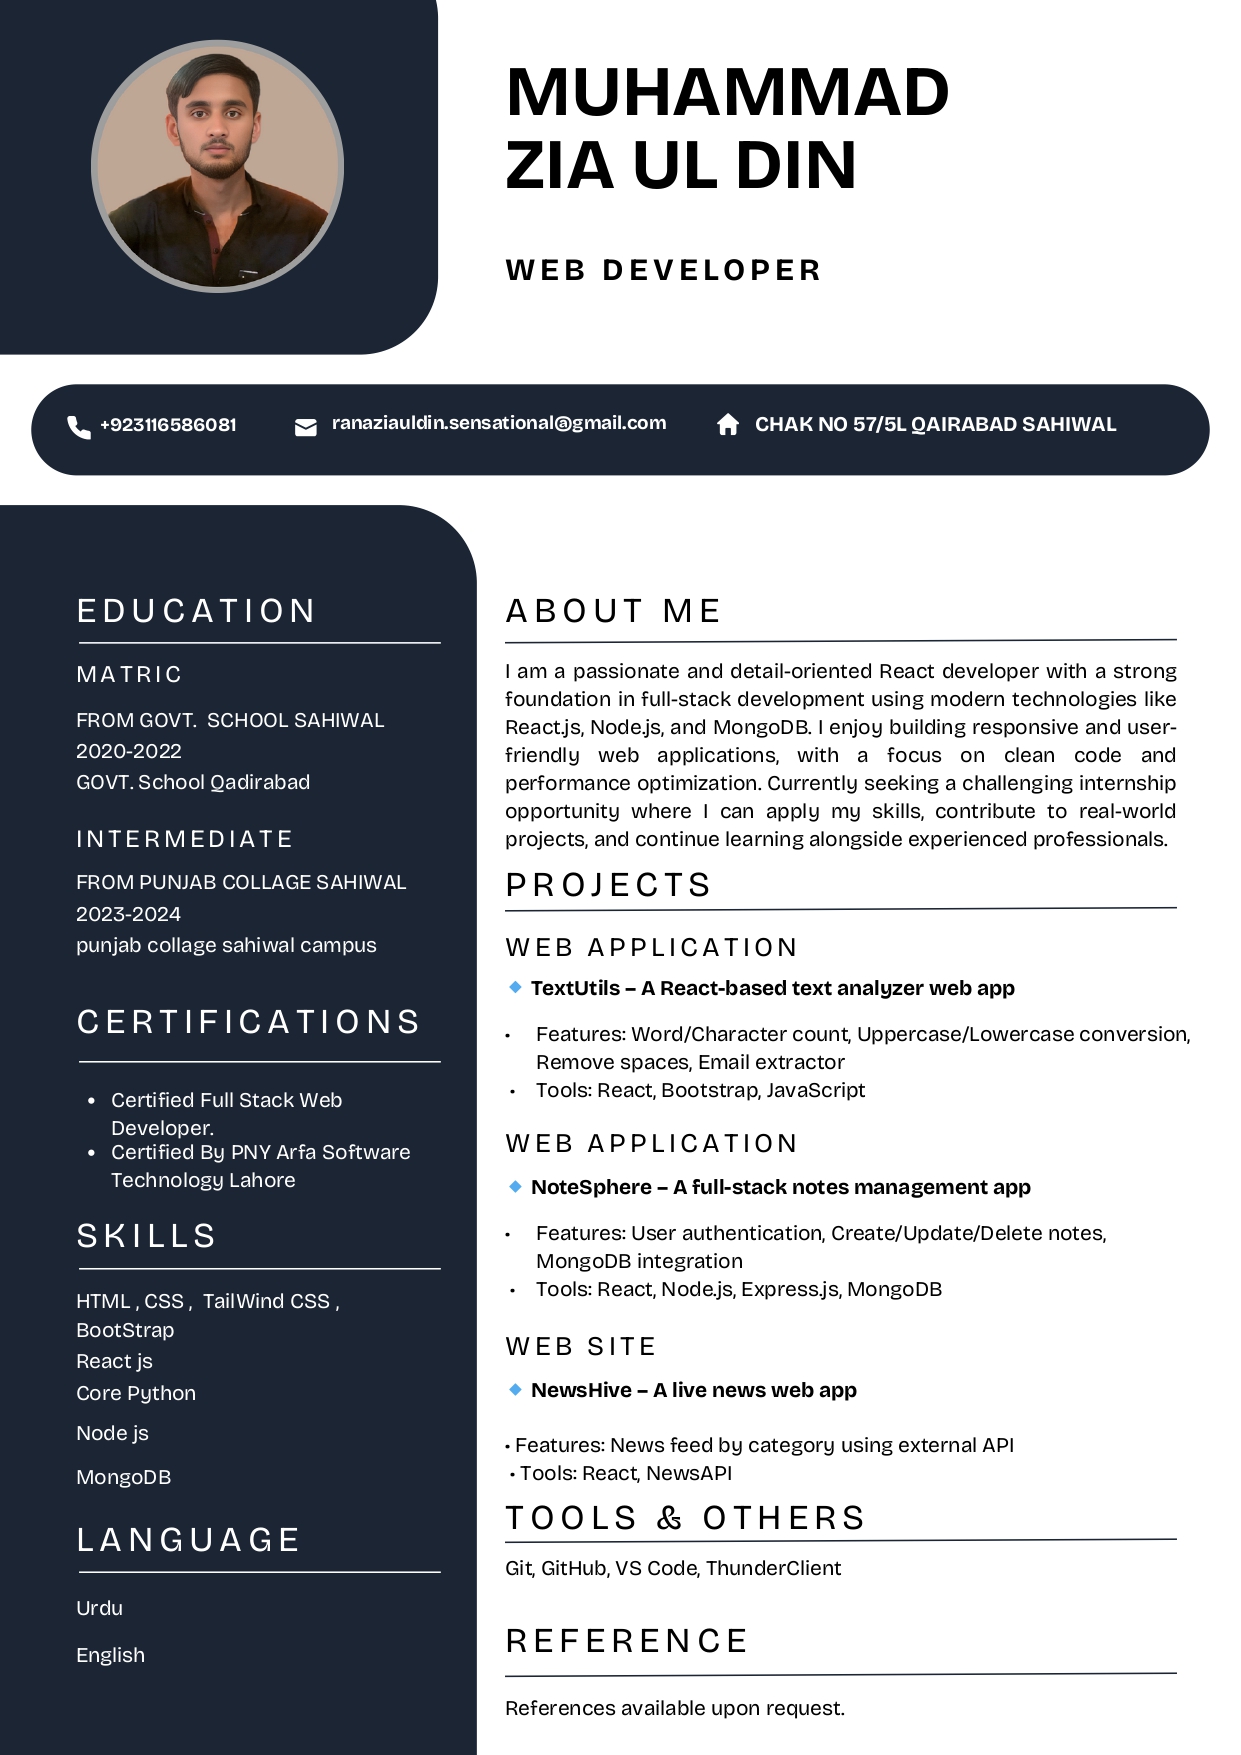 MUHAMMAD
ZIA UL DIN
WEB DEVELOPER
+923116586081
ranaziauldin.sensational@gmail.com
CHAK NO 57/5L QAIRABAD SAHIWAL
EDUCATION
MATRIC
FROM GOVT. SCHOOL SAHIWAL
2020-2022
GOVT. School Qadirabad
INTERMEDIATE
FROM PUNJAB COLLAGE SAHIWAL
2023-2024
punjab collage sahiwal campus
CERTIFICATIONS
• Certified Full Stack Web
Developer.
• Certified By PNY Arfa Software
Technology Lahore
SKILLS
HTML , CSS , TailWind CSS ,
BootStrap
React js
Core Python
Node js
MongoDB
LANGUAGE
Urdu
English
ABOUT ME
I am a passionate and detail-oriented React developer with a strong
foundation in full-stack development using modern technologies like
React.js, Node.js, and MongoDB. I enjoy building responsive and user-
friendly web applications, with a focus on clean code and
performance optimization. Currently seeking a challenging internship
opportunity where I can apply my skills, contribute to real-world
projects, and continue learning alongside experienced professionals.
PROJECTS
WEB APPLICATION
🔹 TextUtils – A React-based text analyzer web app
• Features: Word/Character count, Uppercase/Lowercase conversion,
Remove spaces, Email extractor
• Tools: React, Bootstrap, JavaScript
WEB APPLICATION
🔹 NoteSphere – A full-stack notes management app
• Features: User authentication, Create/Update/Delete notes,
MongoDB integration
• Tools: React, Node.js, Express.js, MongoDB
WEB SITE
🔹 NewsHive – A live news web app
• Features: News feed by category using external API
• Tools: React, NewsAPI
TOOLS & OTHERS
Git, GitHub, VS Code, ThunderClient
REFERENCE
References available upon request.